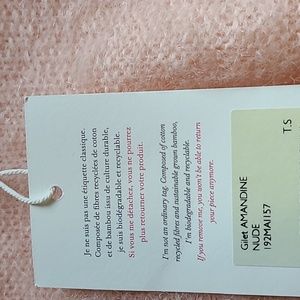 Je ne suis pas une étiquette classique.
Composée de fibres recyclées de coton
et de bambou issu de culture durable,
je suis biodégradable et recyclable.
Si vous me détachez, vous ne pourrez
plus retourner votre produit.
I'm not an ordinary tag. Composed of cotton
recycled fibres and sustainable grown bamboo,
I'm biodegradable and recyclable.
If you remove me, you won't be able to return
your piece anymore.
Gilet AMANDINE
NUDE
192MAI157
T.S